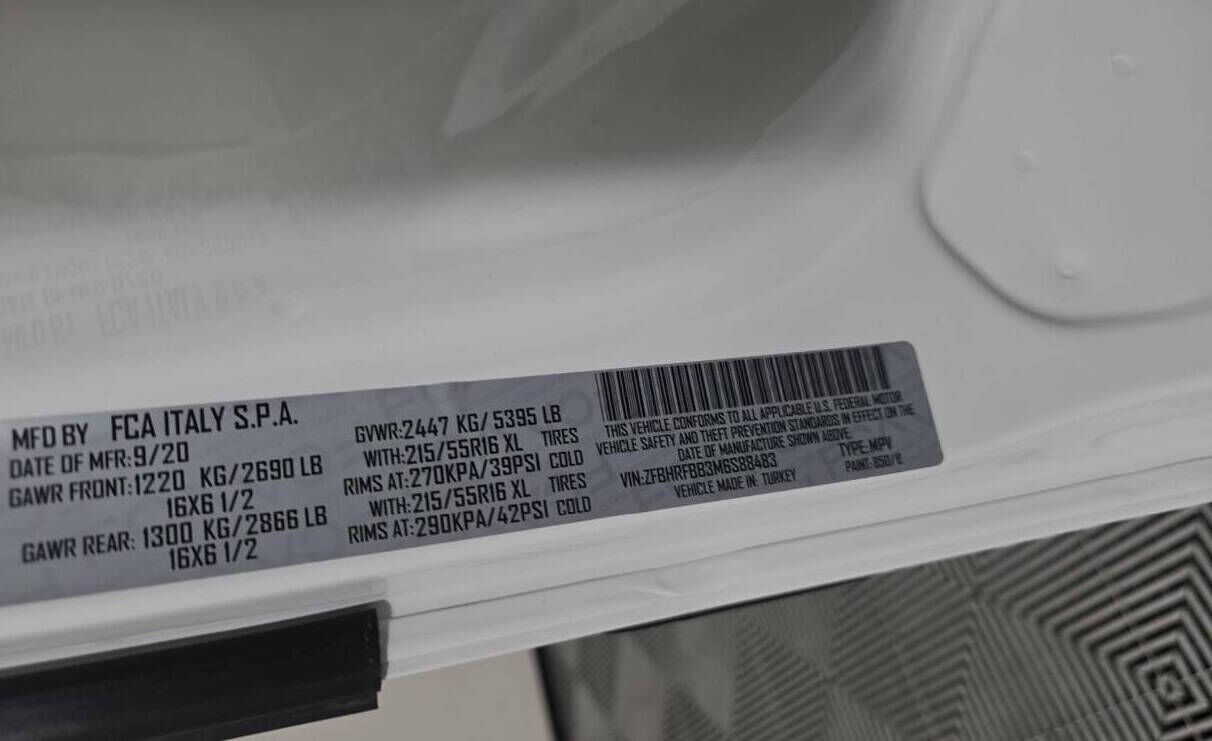 MFD BY FCA ITALY S.P.A.
DATE OF MFR:9/20
GAWR FRONT:1220 KG/2690 LB
16X6 1/2
GAWR REAR: 1300 KG/2866 LB
16X6 1/2
GVWR:2447 KG/ 5395 LB
WITH:215/55R16 XL TIRES
RIMS AT:270KPA/39PSI COLD
WITH:215/55R16 XL TIRES
RIMS AT:290KPA/42PSI COLD
THIS VEHICLE CONFORMS TO ALL APPLICABLE U.S. FEDERAL MOTOR
VEHICLE SAFETY AND THEFT PREVENTION STANDARDS IN EFFECT ON THE
DATE OF MANUFACTURE SHOWN ABOVE.
VIN:ZFBHRFBB3M6S88483 TYPE:MPV
VEHICLE MADE IN: TURKEY PAINT: